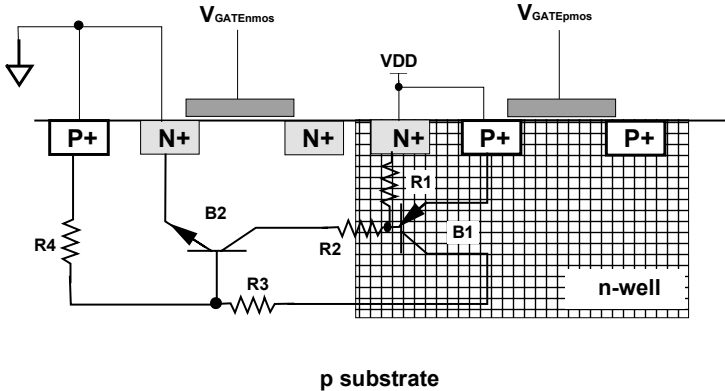 VGATEnmos
VGATEpmos
VDD
P+
N+
N+
N+
P+
P+
R1
B2
R2
B1
R4
R3
n-well
p substrate